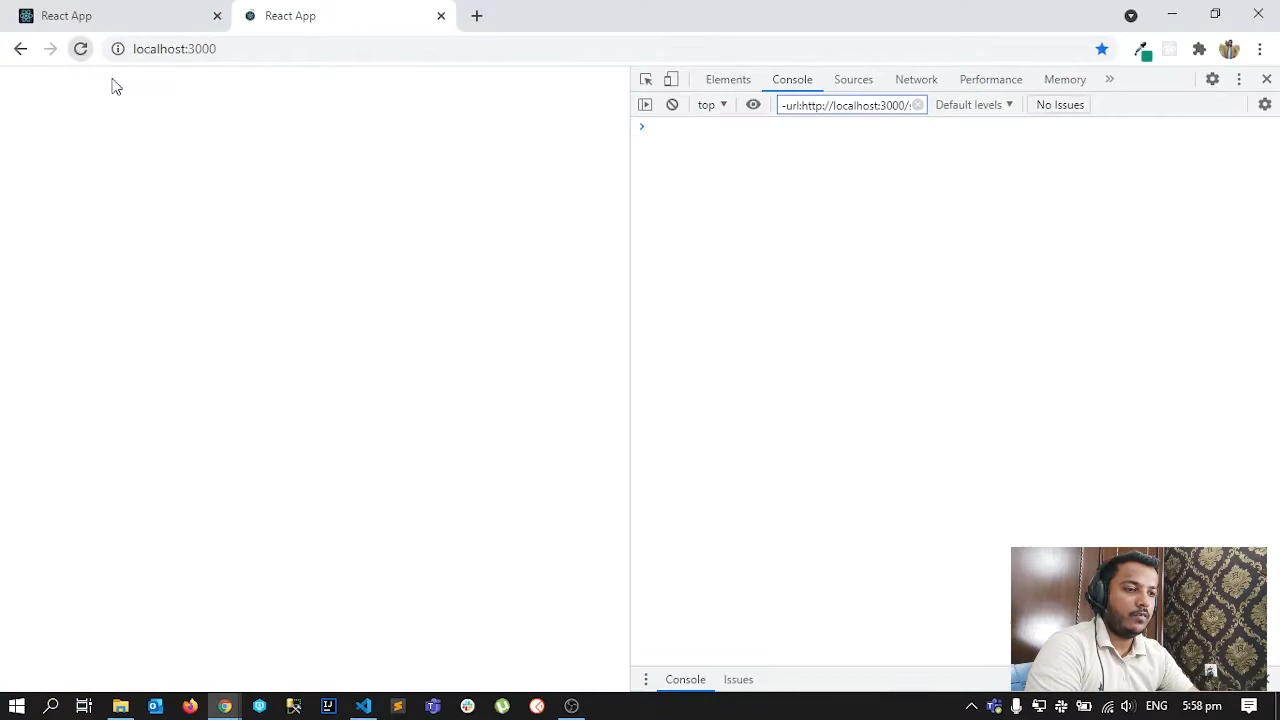 React App
React App
localhost:3000
Elements
Console
Sources
Network
Performance
Memory
top
-url:http://localhost:3000/
Default levels
No Issues
Console
Issues
ENG
5:58 pm